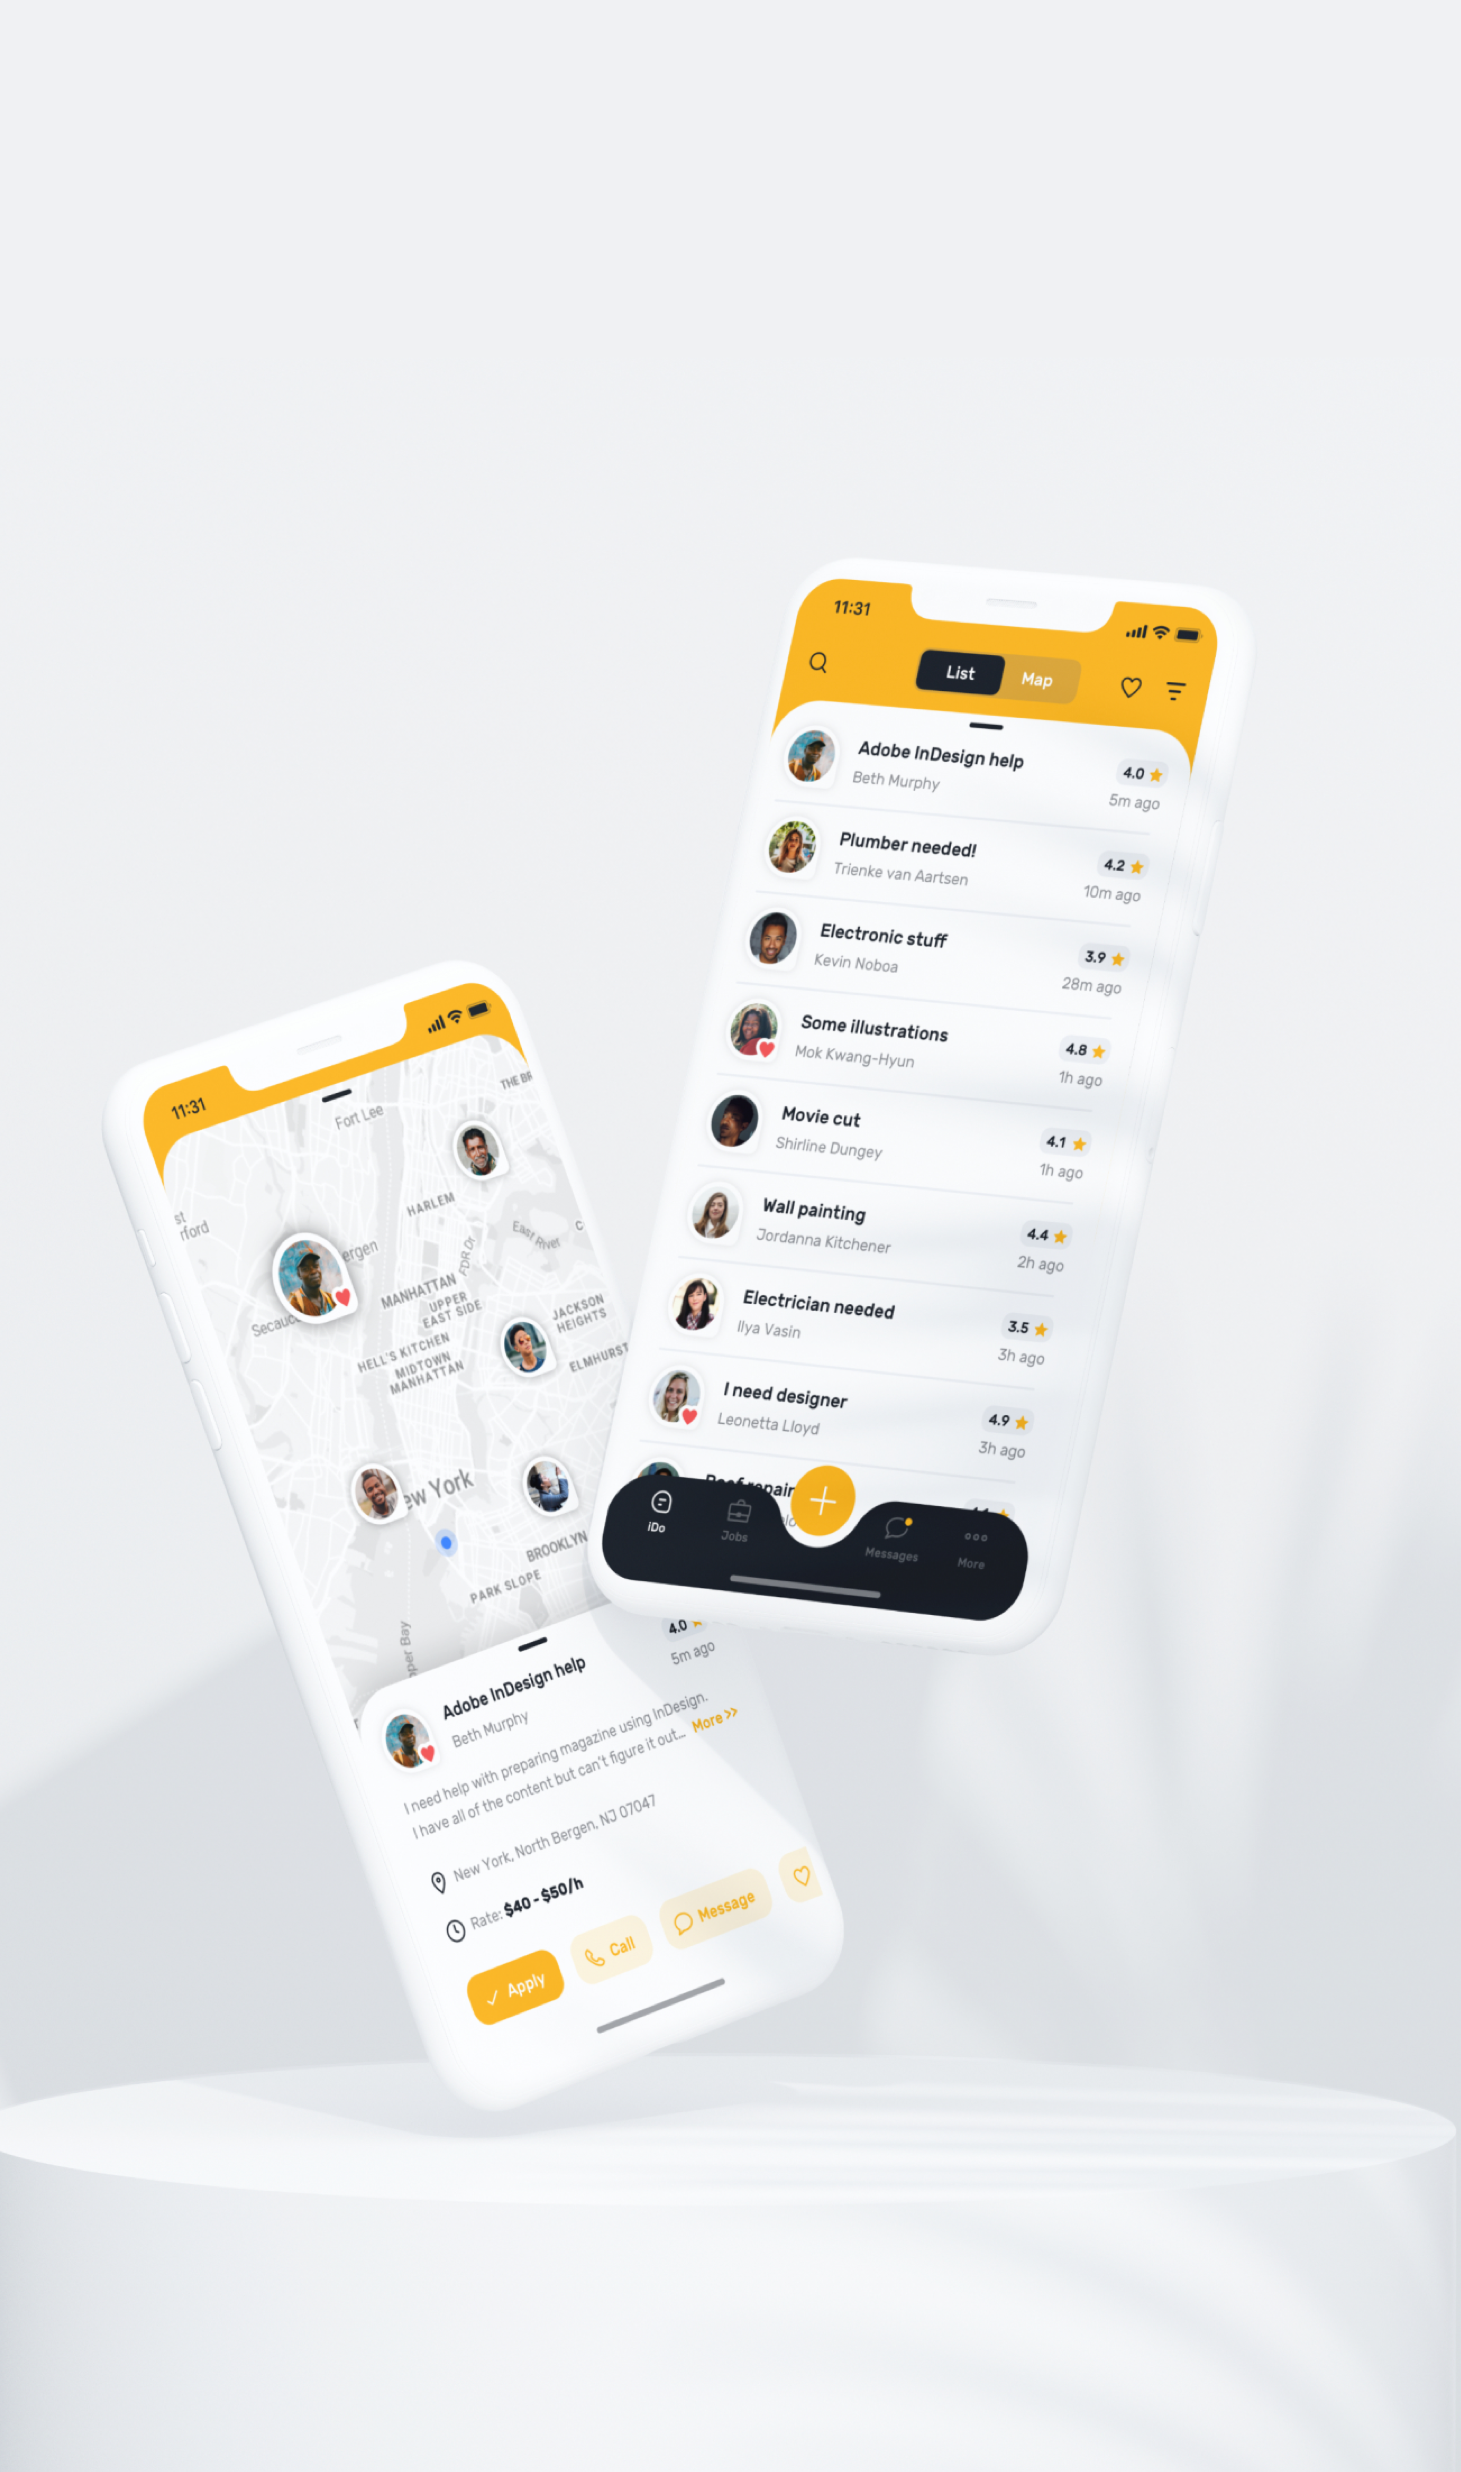 11:31
List
Map
Adobe InDesign help
4.0
Beth Murphy
5m ago
Plumber needed!
4.2
Trienke van Aartsen
10m ago
Electronic stuff
3.9
Kevin Noboa
28m ago
Some illustrations
4.8
Mok Kwang-Hyun
1h ago
Movie cut
4.1
Shirline Dungey
1h ago
Wall painting
4.4
Jordanna Kitchener
2h ago
Electrician needed
3.5
Ilya Vasin
3h ago
I need designer
4.9
Leonetta Lloyd
3h ago
iDo
Jobs
Messages
More
11:31
Fort Lee
THE BR
HARLEM
East River
FDR Dr
st
rford
ergen
MANHATTAN
UPPER
EAST SIDE
JACKSON
HEIGHTS
Secauc
HELL'S KITCHEN
MIDTOWN
MANHATTAN
ELMHURST
ew York
BROOKLYN
PARK SLOPE
per Bay
Adobe InDesign help
4.0
Beth Murphy
5m ago
I need help with preparing magazine using InDesign.
I have all of the content but can't figure it out... More >>
New York, North Bergen, NJ 07047
Rate: $40 - $50/h
Apply
Call
Message